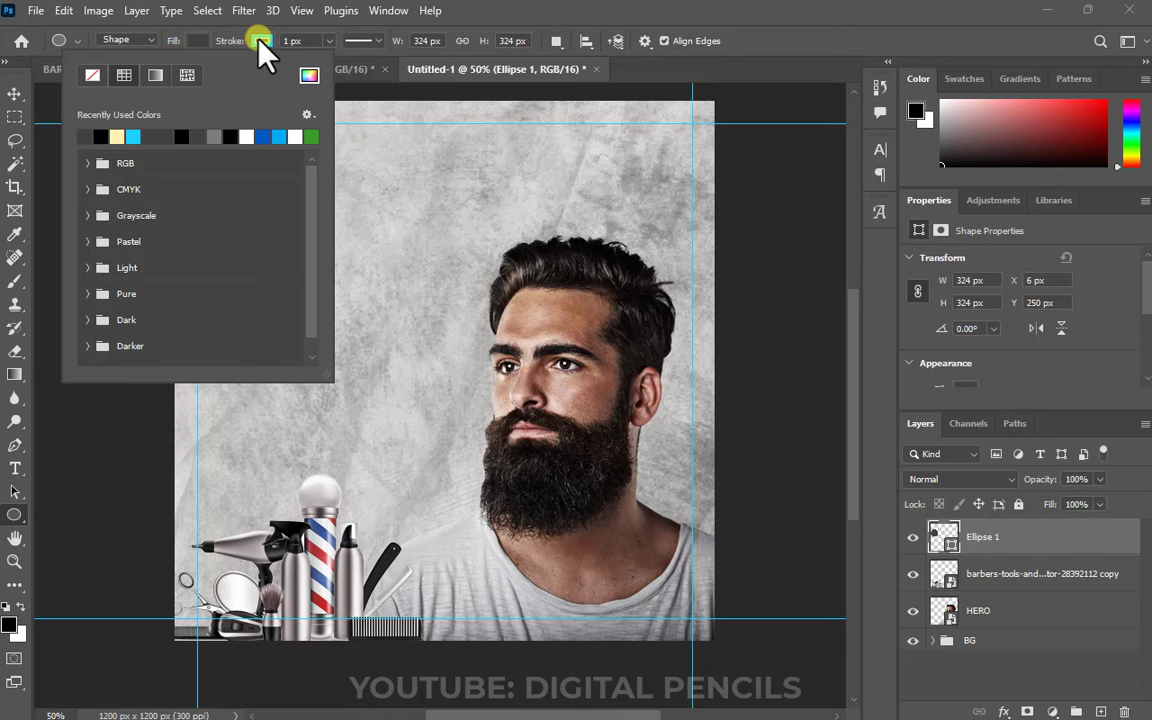 Ps File Edit Image Layer Type Select Filter 3D View Plugins Window Help
Shape Fill: Stroke: 1 px W: 324 px H: 324 px Align Edges
BAR GB/16) * × Untitled-1 @ 50% (Ellipse 1, RGB/16) * ×
Color Swatches Gradients Patterns
Recently Used Colors
RGB
CMYK
Grayscale
Pastel
Light
Pure
Dark
Darker
Properties Adjustments Libraries
Shape Properties
Transform
W 324 px X 6 px
H 324 px Y 250 px
0.00°
Appearance
Layers Channels Paths
Kind
Normal Opacity: 100%
Lock: Fill: 100%
Ellipse 1
barbers-tools-and...tor-28392112 copy
HERO
BG
YOUTUBE: DIGITAL PENCILS
50% 1200 px x 1200 px (300 ppi)